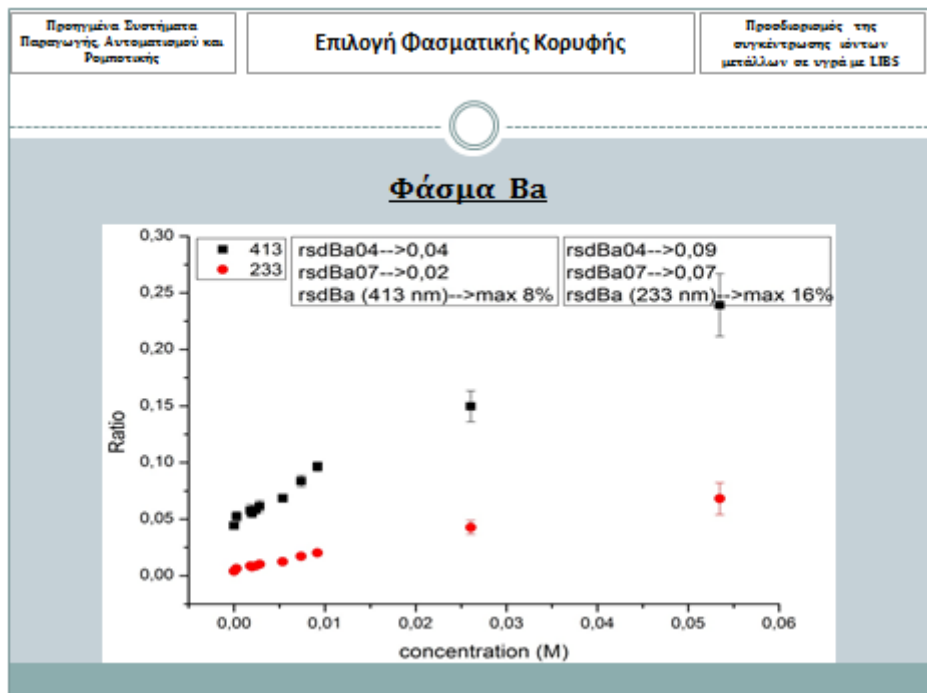 Προηγμένα Συστήματα
Παραγωγής, Αυτοματισμού και
Ρομποτικής
Επιλογή Φασματικής Κορυφής
Προσδιορισμός της
συγκέντρωσης ιόντων
μετάλλων σε υγρά με LIBS
Φάσμα Ba
413
233
rsdBa04-->0,04
rsdBa07-->0,02
rsdBa (413 nm)-->max 8%
rsdBa04-->0,09
rsdBa07-->0,07
rsdBa (233 nm)-->max 16%
0,30
0,25
0,20
0,15
0,10
0,05
0,00
Ratio
0,00 0,01 0,02 0,03 0,04 0,05 0,06
concentration (M)